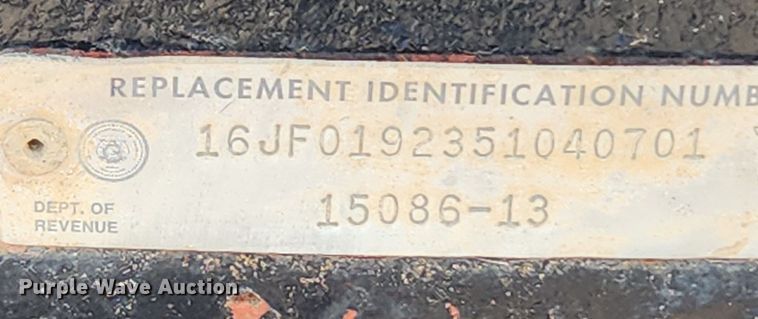 REPLACEMENT IDENTIFICATION NUMB
16JF0192351040701
DEPT. OF
REVENUE
15086-13
Purple Wave Auction